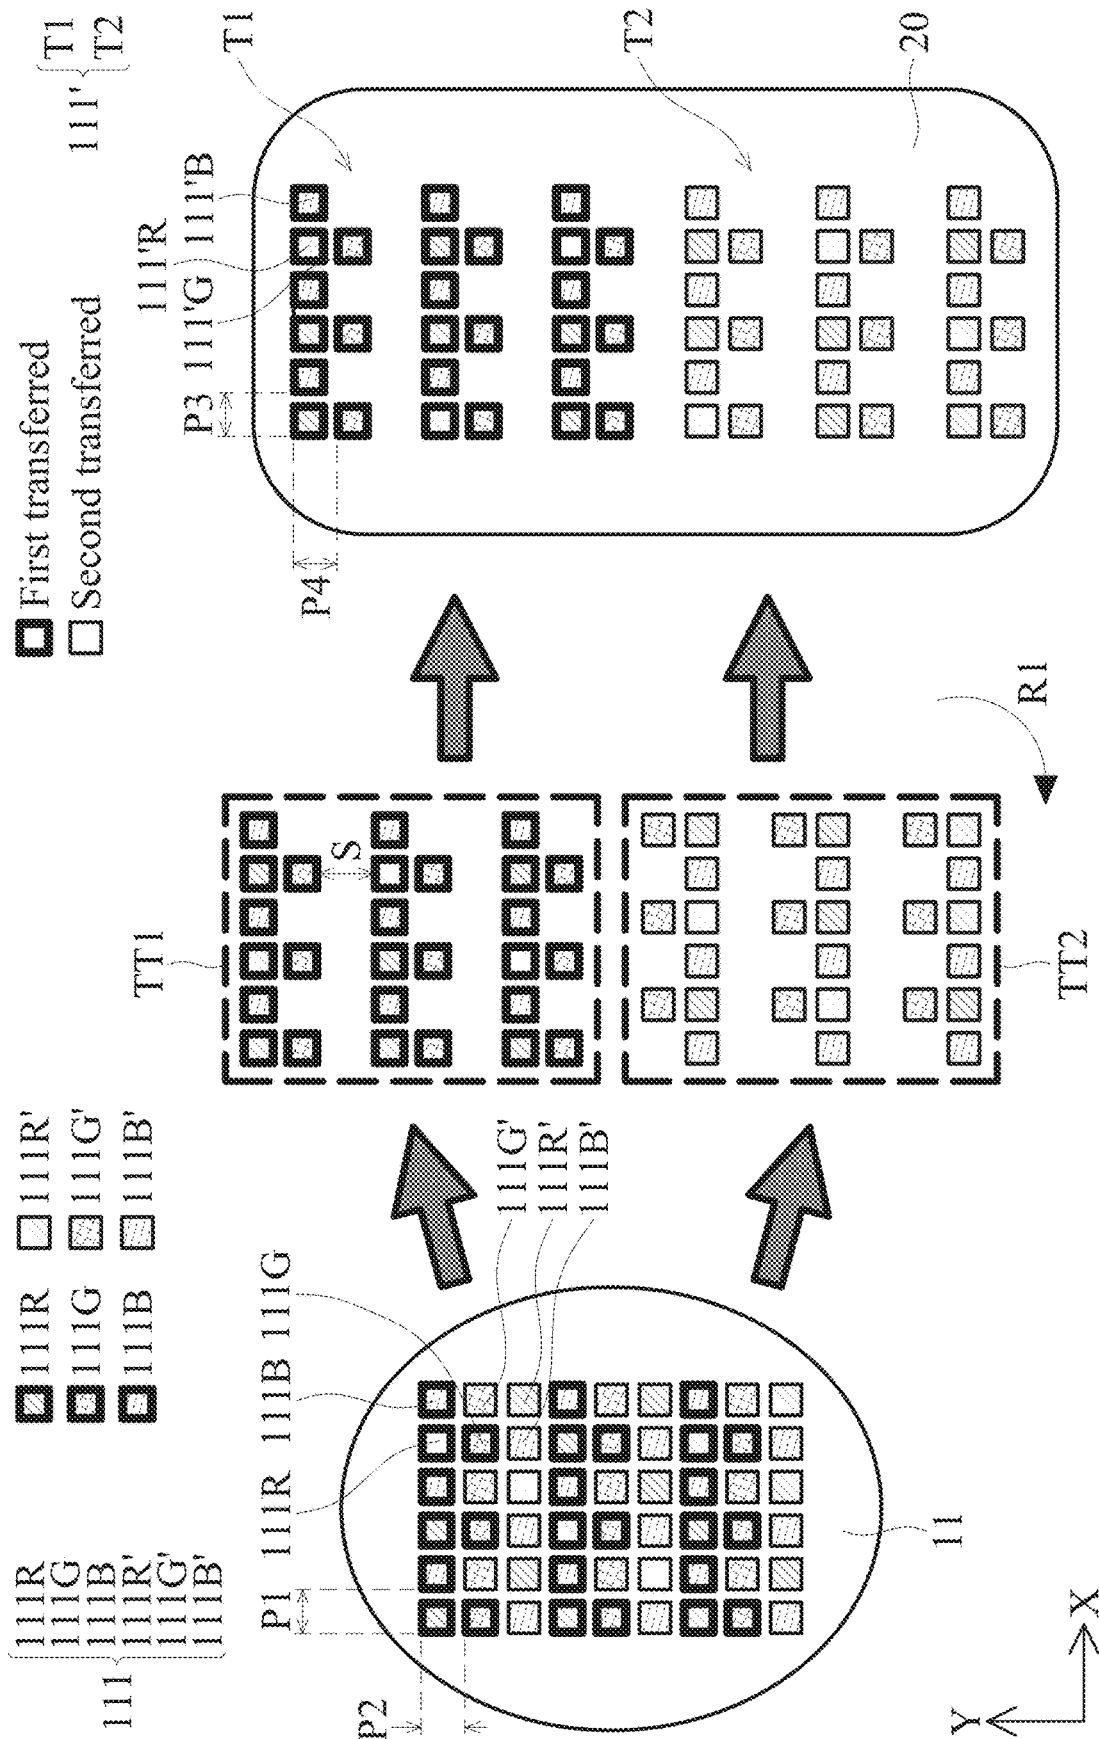 111 111R
111G
111B
111R'
111G'
111B'
111R
111G
111B
111R'
111G'
111B'
First transferred
Second transferred
111' T1
T2
P2
P1
111R
111B
111G
111G'
111R'
111B'
11
Y
X
TT1
S
TT2
R1
P4
P3
111'G
111'R
111'B
T1
T2
20